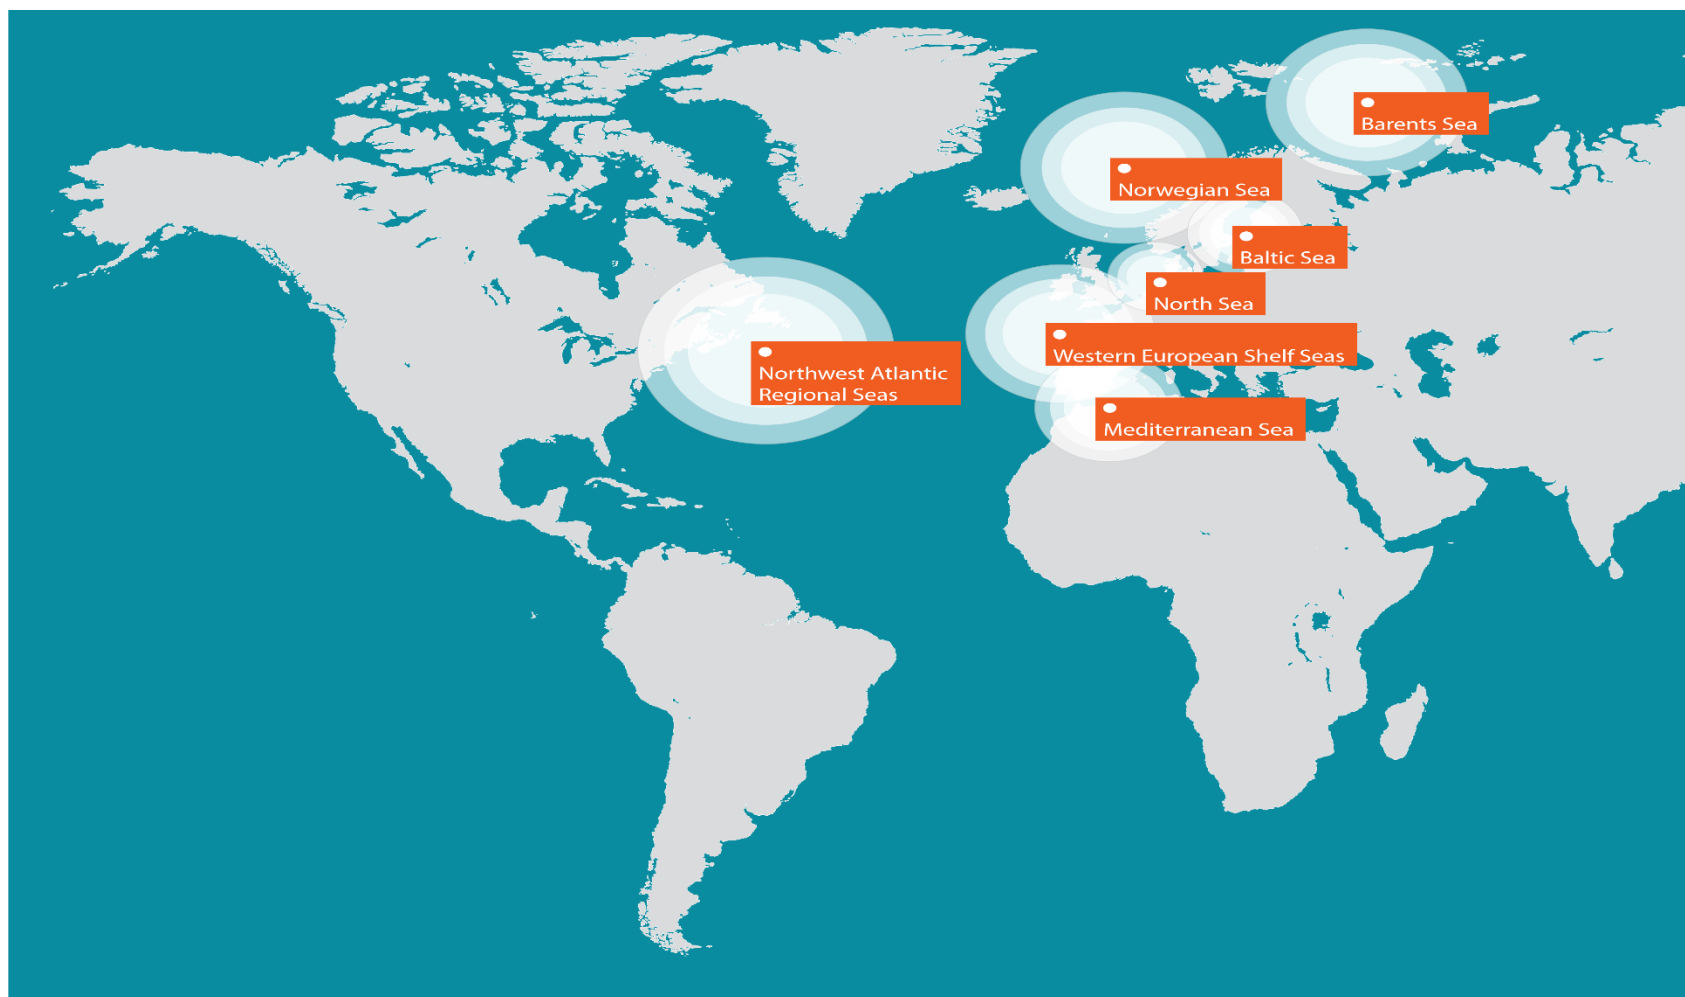 Barents Sea
Norwegian Sea
Baltic Sea
North Sea
Western European Shelf Seas
Northwest Atlantic
Regional Seas
Mediterranean Sea